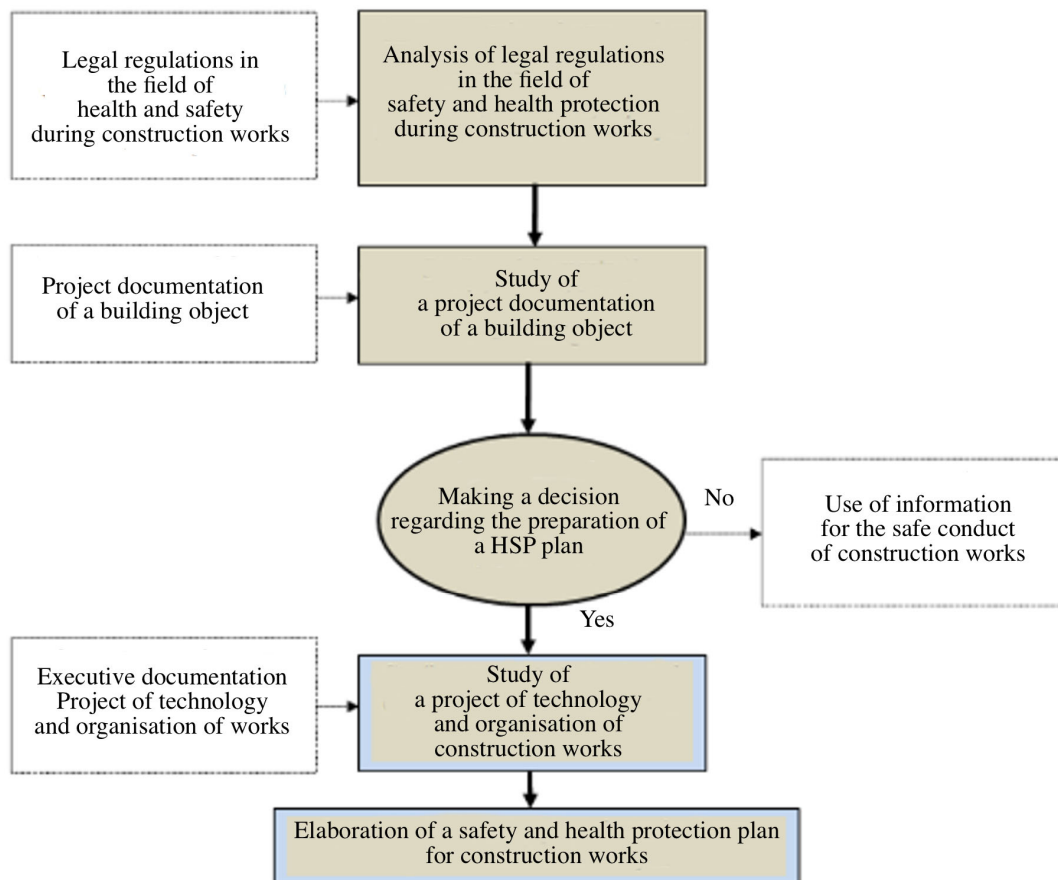 Legal regulations in
the field of
health and safety
during construction works
Analysis of legal regulations
in the field of
safety and health protection
during construction works
Project documentation
of a building object
Study of
a project documentation
of a building object
Making a decision
regarding the preparation of
a HSP plan
No
Use of information
for the safe conduct
of construction works
Yes
Executive documentation
Project of technology
and organisation of works
Study of
a project of technology
and organisation of
construction works
Elaboration of a safety and health protection plan
for construction works